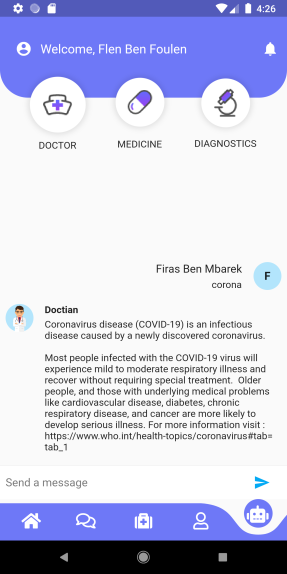 4:26
Welcome, Flen Ben Foulen
DOCTOR
MEDICINE
DIAGNOSTICS
Firas Ben Mbarek
corona
F
Doctian
Coronavirus disease (COVID-19) is an infectious
disease caused by a newly discovered coronavirus.
Most people infected with the COVID-19 virus will
experience mild to moderate respiratory illness and
recover without requiring special treatment.  Older
people, and those with underlying medical problems
like cardiovascular disease, diabetes, chronic
respiratory disease, and cancer are more likely to
develop serious illness. For more information visit :
https://www.who.int/health-topics/coronavirus#tab=
tab_1
Send a message